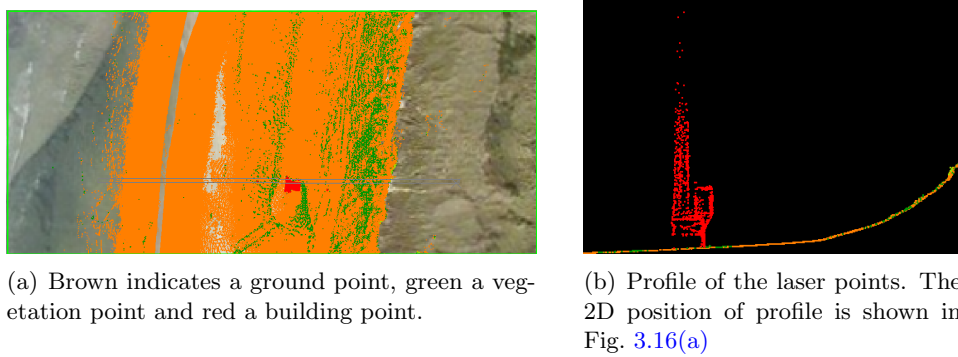 (a) Brown indicates a ground point, green a veg-
etation point and red a building point.
(b) Profile of the laser points. The
2D position of profile is shown in
Fig. 3.16(a)